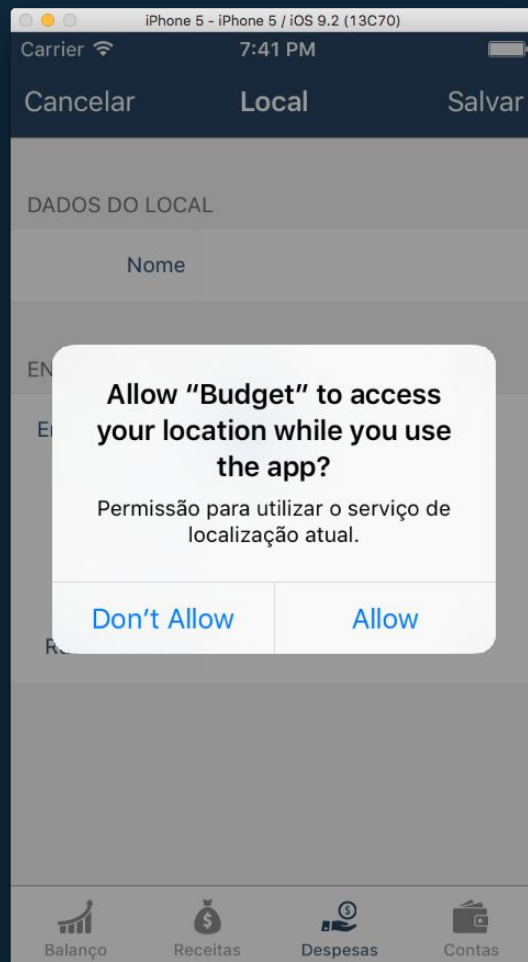 iPhone 5 - iPhone 5 / iOS 9.2 (13C70)
Carrier 7:41 PM
Cancelar Local Salvar
DADOS DO LOCAL
Nome
EN
Allow “Budget” to access
your location while you use
the app?
Permissão para utilizar o serviço de
localização atual.
Don’t Allow Allow
Balanço Receitas Despesas Contas